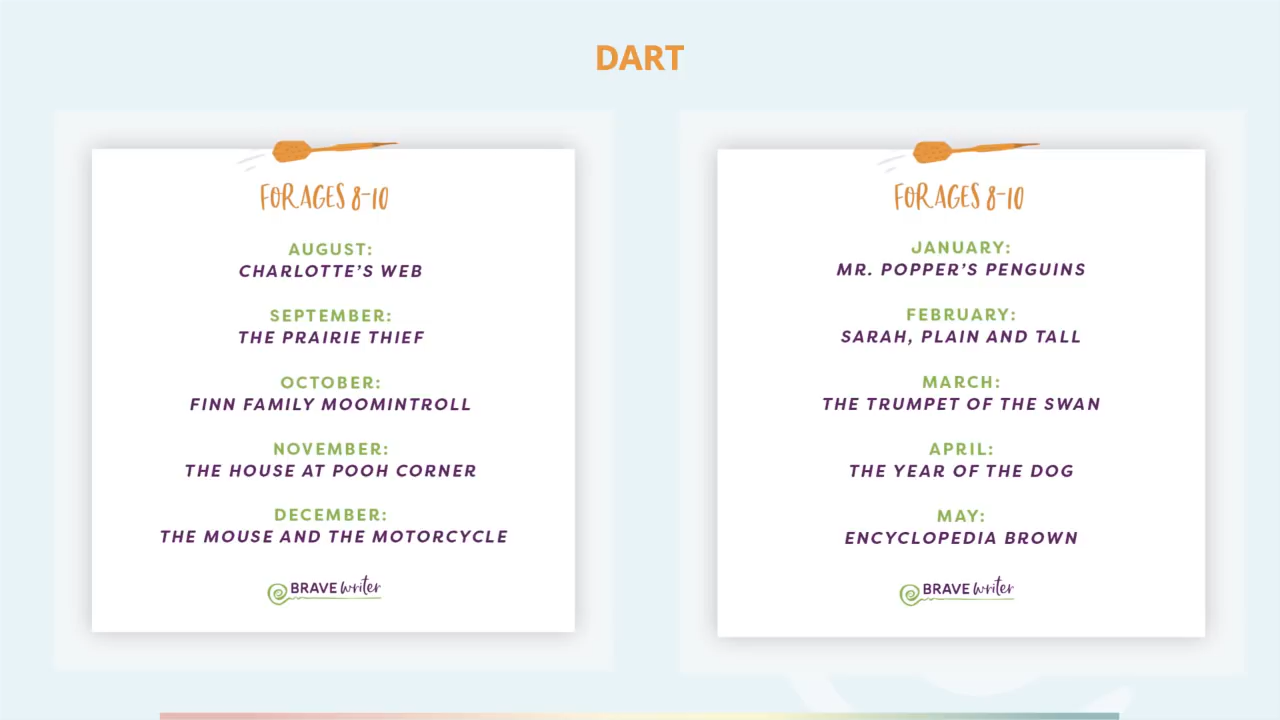 DART
FOR AGES 8-10
AUGUST:
CHARLOTTE'S WEB
SEPTEMBER:
THE PRAIRIE THIEF
OCTOBER:
FINN FAMILY MOOMINTROLL
NOVEMBER:
THE HOUSE AT POOH CORNER
DECEMBER:
THE MOUSE AND THE MOTORCYCLE
BRAVE writer
FOR AGES 8-10
JANUARY:
MR. POPPER'S PENGUINS
FEBRUARY:
SARAH, PLAIN AND TALL
MARCH:
THE TRUMPET OF THE SWAN
APRIL:
THE YEAR OF THE DOG
MAY:
ENCYCLOPEDIA BROWN
BRAVE writer